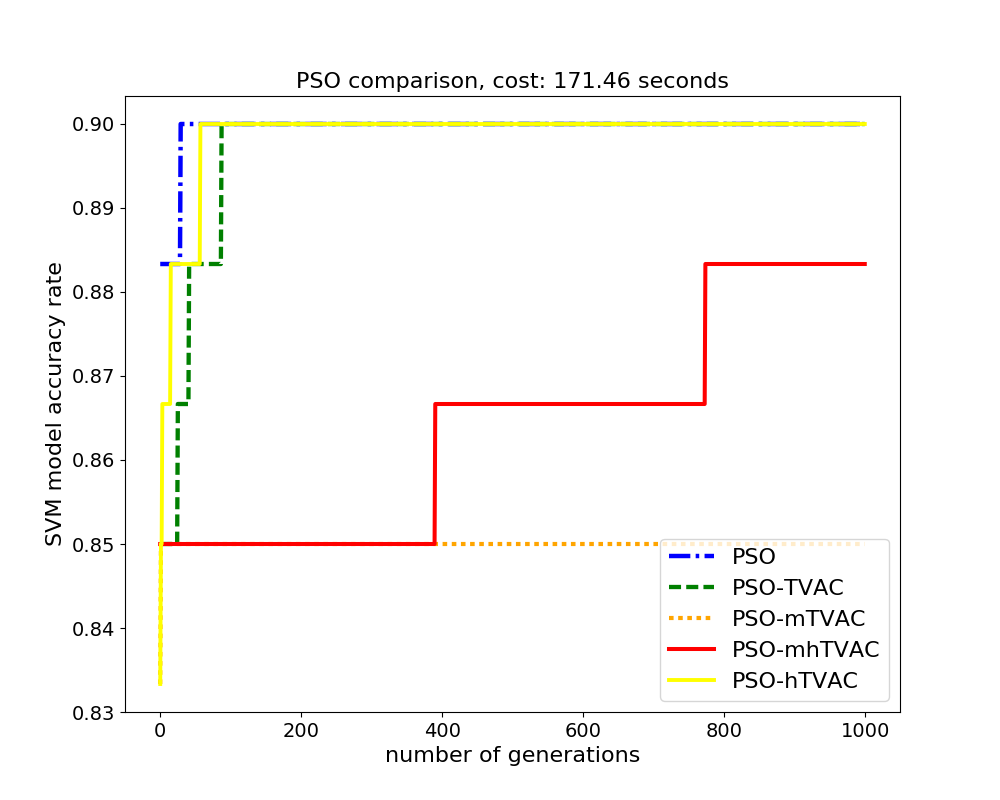 PSO comparison, cost: 171.46 seconds
SVM model accuracy rate
0.90
0.89
0.88
0.87
0.86
0.85
0.84
0.83
PSO
PSO-TVAC
PSO-mTVAC
PSO-mhTVAC
PSO-hTVAC
0 200 400 600 800 1000
number of generations